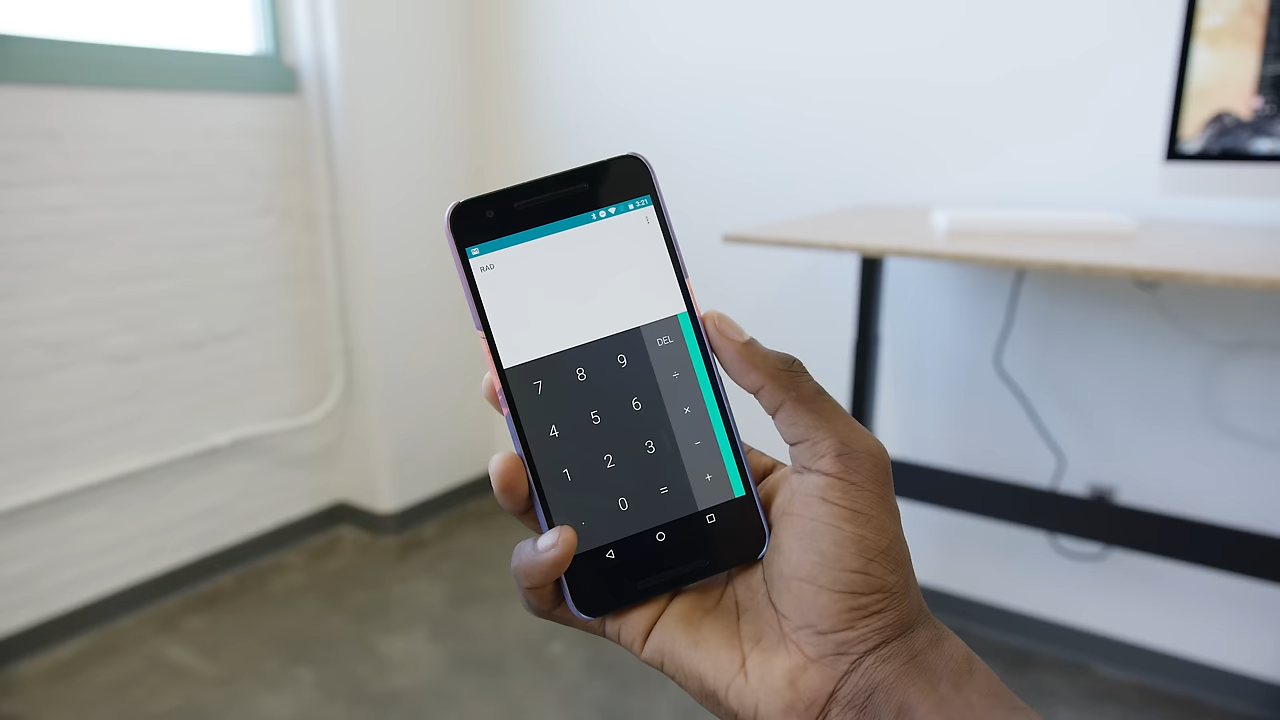 3:21
RAD
7 8 9 DEL
÷
4 5 6 ×
1 2 3 −
. 0 = +